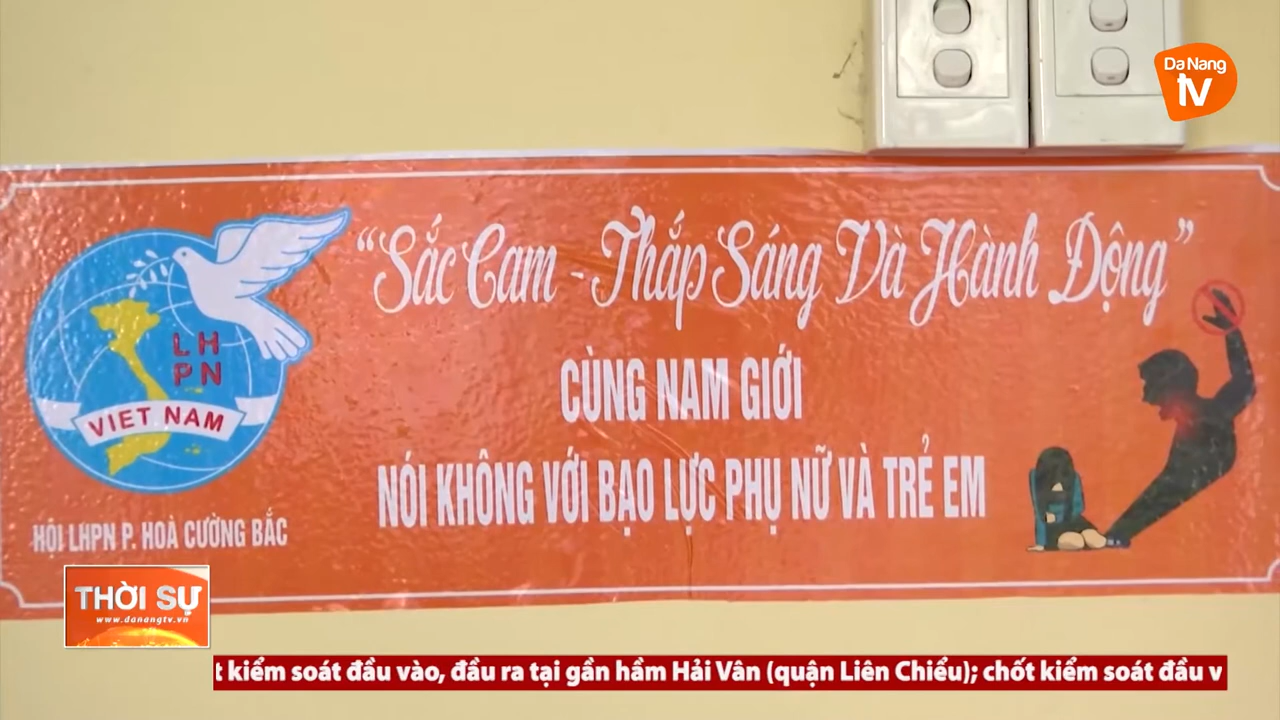 Da Nang
tv
"Sắc Cam - Thắp Sáng Và Hành Động"
LH
PN
VIET NAM
CÙNG NAM GIỚI
NÓI KHÔNG VỚI BẠO LỰC PHỤ NỮ VÀ TRẺ EM
HỘI LHPN P. HOÀ CƯỜNG BẮC
THỜI SỰ
www.danangtv.vn
t kiểm soát đầu vào, đầu ra tại gần hầm Hải Vân (quận Liên Chiểu); chốt kiểm soát đầu v